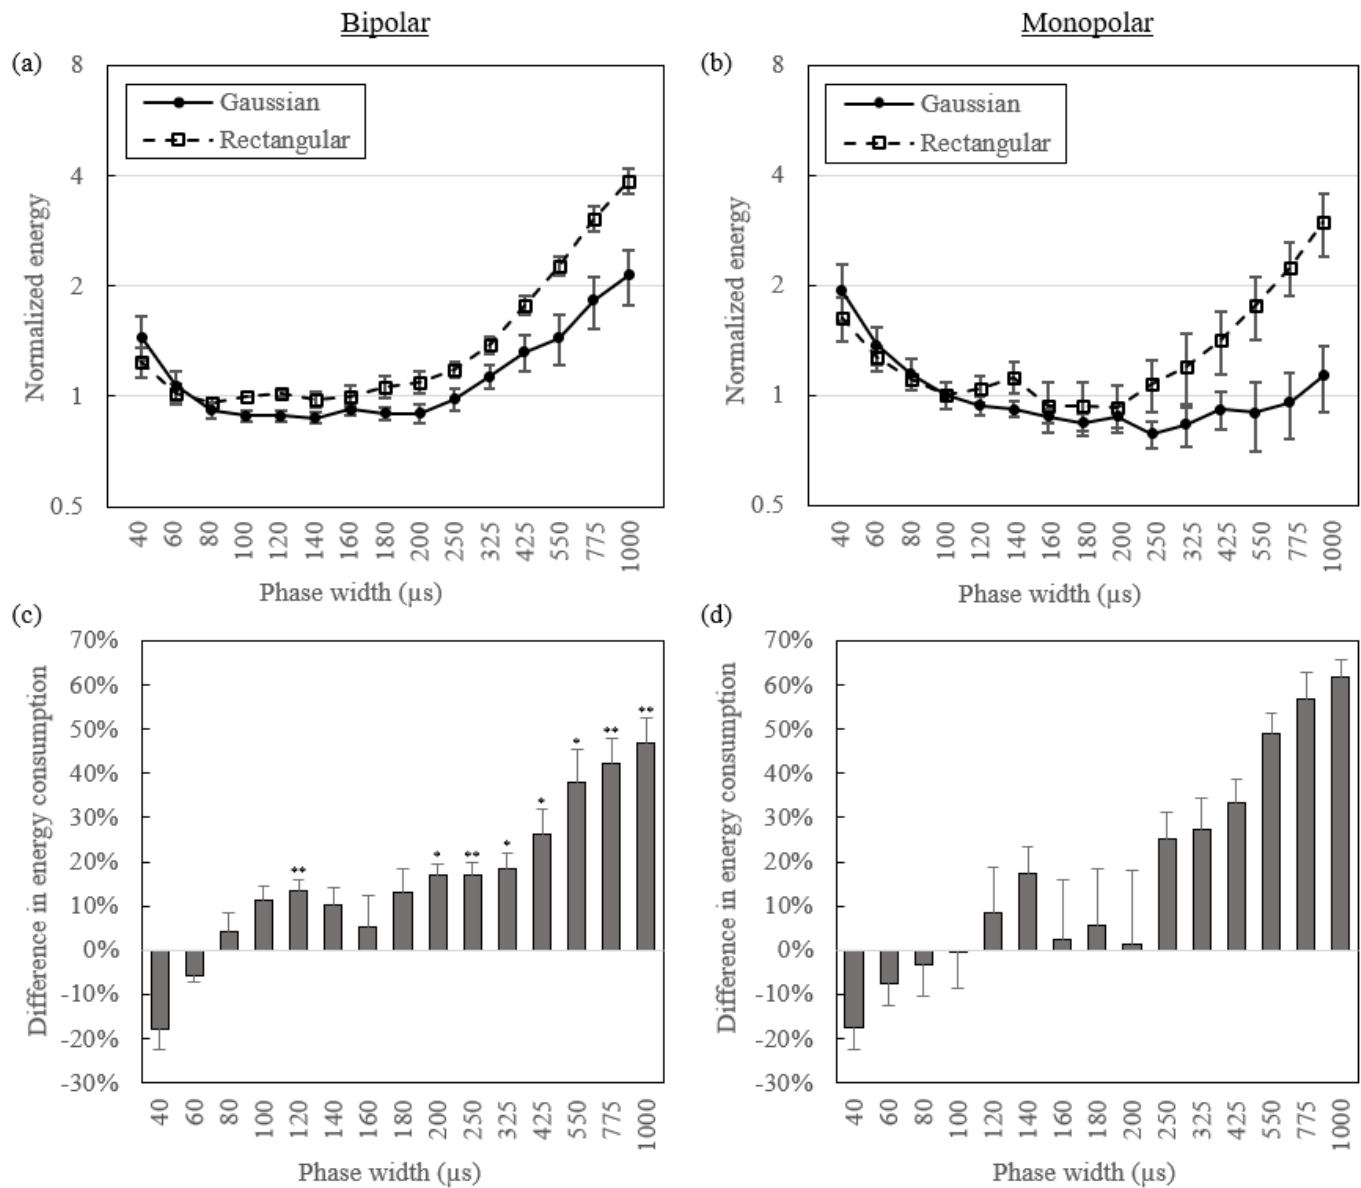 Bipolar
Monopolar
(a)
(b)
Gaussian
Rectangular
Normalized energy
8
4
2
1
0.5
40 60 80 100 120 140 160 180 200 250 325 425 550 775 1000
Phase width (µs)
Gaussian
Rectangular
Normalized energy
8
4
2
1
0.5
40 60 80 100 120 140 160 180 200 250 325 425 550 775 1000
Phase width (µs)
(c)
(d)
Difference in energy consumption
70%
60%
50%
40%
30%
20%
10%
0%
-10%
-20%
-30%
** * ** * * * ** **
40 60 80 100 120 140 160 180 200 250 325 425 550 775 1000
Phase width (µs)
Difference in energy consumption
70%
60%
50%
40%
30%
20%
10%
0%
-10%
-20%
-30%
40 60 80 100 120 140 160 180 200 250 325 425 550 775 1000
Phase width (µs)